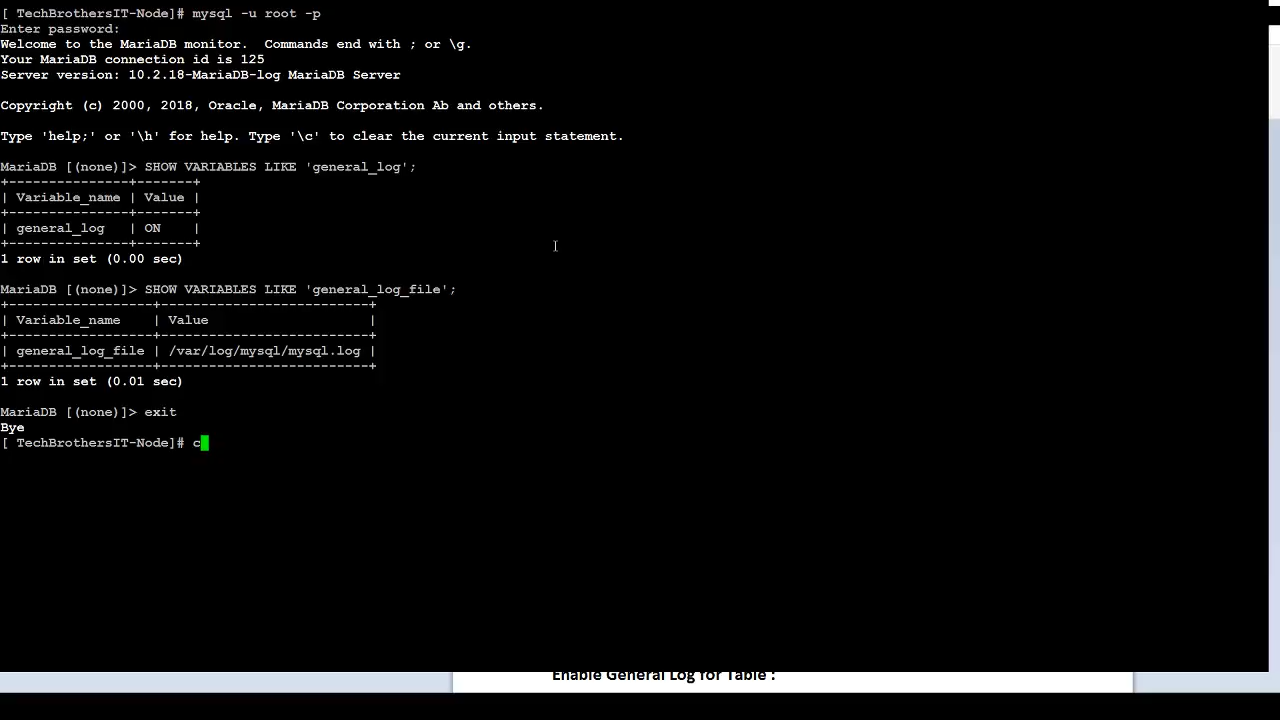 [ TechBrothersIT-Node]# mysql -u root -p
Enter password:
Welcome to the MariaDB monitor.  Commands end with ; or \g.
Your MariaDB connection id is 125
Server version: 10.2.18-MariaDB-log MariaDB Server
Copyright (c) 2000, 2018, Oracle, MariaDB Corporation Ab and others.
Type 'help;' or '\h' for help. Type '\c' to clear the current input statement.
MariaDB [(none)]> SHOW VARIABLES LIKE 'general_log';
+---------------+-------+
| Variable_name | Value |
+---------------+-------+
| general_log   | ON    |
+---------------+-------+
1 row in set (0.00 sec)
MariaDB [(none)]> SHOW VARIABLES LIKE 'general_log_file';
+------------------+--------------------------+
| Variable_name    | Value                    |
+------------------+--------------------------+
| general_log_file | /var/log/mysql/mysql.log |
+------------------+--------------------------+
1 row in set (0.01 sec)
MariaDB [(none)]> exit
Bye
[ TechBrothersIT-Node]# c
Enable General Log for Table :